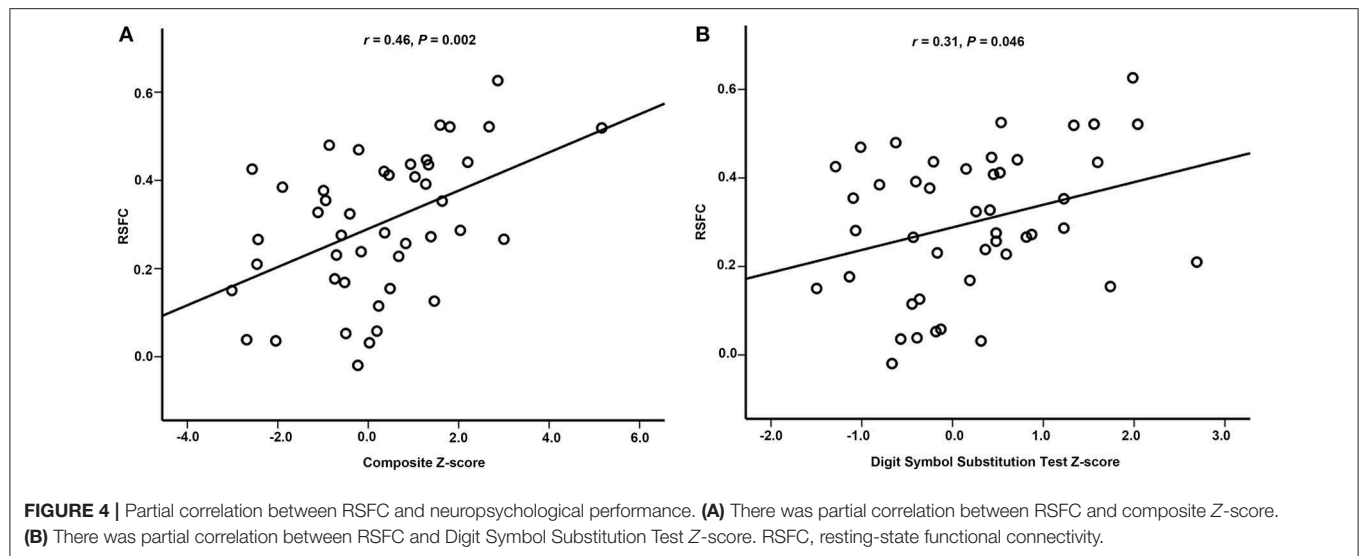 A
r = 0.46, P = 0.002
0.6
0.4
0.2
0.0
RSFC
-4.0 -2.0 0.0 2.0 4.0 6.0
Composite Z-score
B
r = 0.31, P = 0.046
0.6
0.4
0.2
0.0
RSFC
-2.0 -1.0 0.0 1.0 2.0 3.0
Digit Symbol Substitution Test Z-score
FIGURE 4 | Partial correlation between RSFC and neuropsychological performance. (A) There was partial correlation between RSFC and composite Z-score.
(B) There was partial correlation between RSFC and Digit Symbol Substitution Test Z-score. RSFC, resting-state functional connectivity.